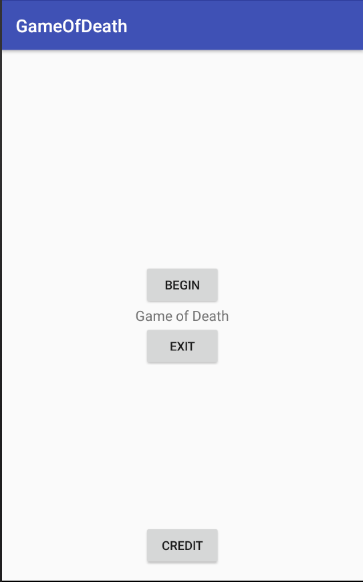 GameOfDeath
BEGIN
Game of Death
EXIT
CREDIT